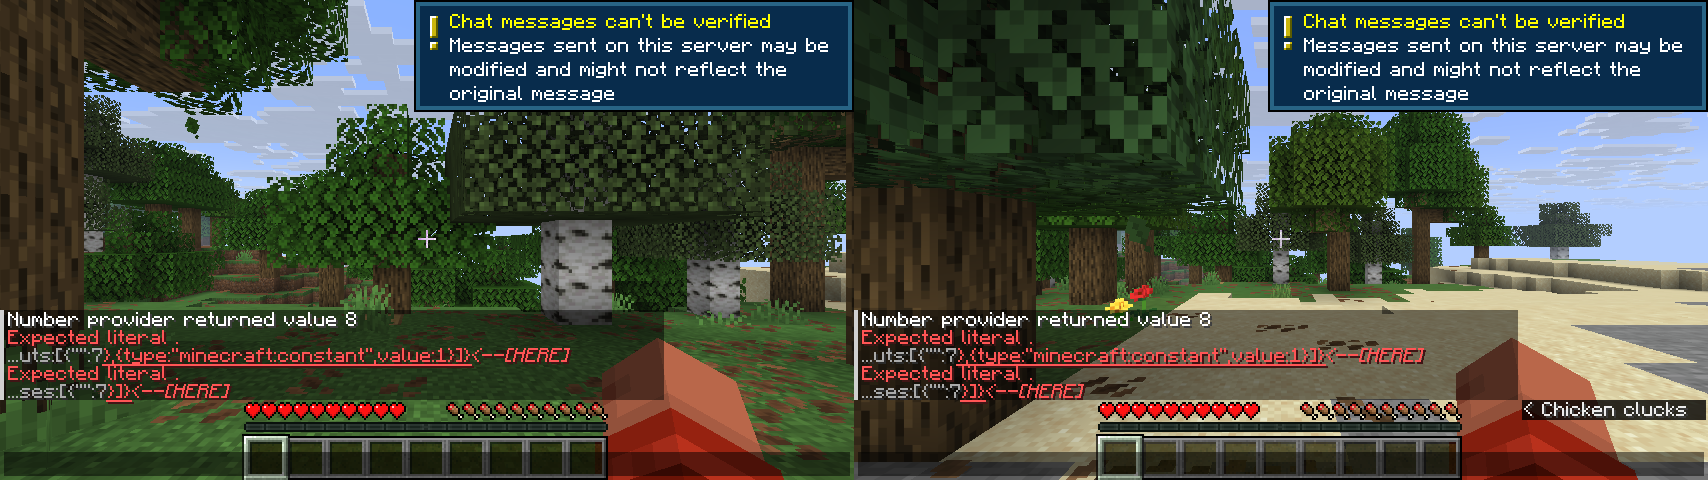 Chat messages can't be verified
Messages sent on this server may be
modified and might not reflect the
original message
Number provider returned value 8
Expected literal .
...uts:[{"":7},{type:"minecraft:constant",value:1}]}<--[HERE]
Expected literal .
...ses:[{"":7}]}<--[HERE]
Chat messages can't be verified
Messages sent on this server may be
modified and might not reflect the
original message
Number provider returned value 8
Expected literal .
...uts:[{"":7},{type:"minecraft:constant",value:1}]}<--[HERE]
Expected literal .
...ses:[{"":7}]}<--[HERE]
< Chicken clucks